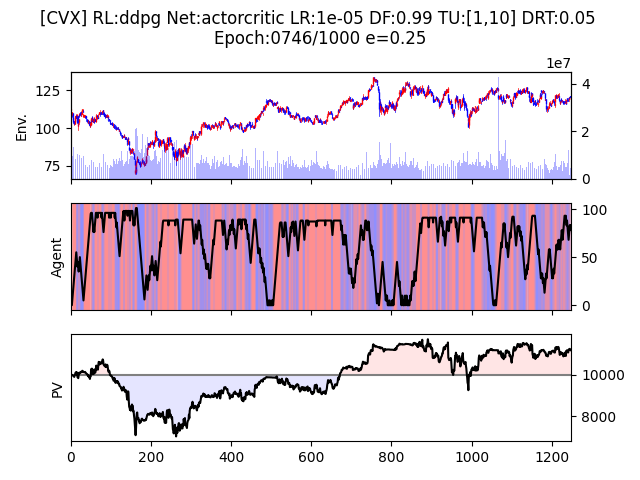 [CVX] RL:ddpg Net:actorcritic LR:1e-05 DF:0.99 TU:[1,10] DRT:0.05
Epoch:0746/1000 e=0.25
1e7
125
100
75
Env.
4
2
0
Agent
100
50
0
PV
10000
8000
0 200 400 600 800 1000 1200